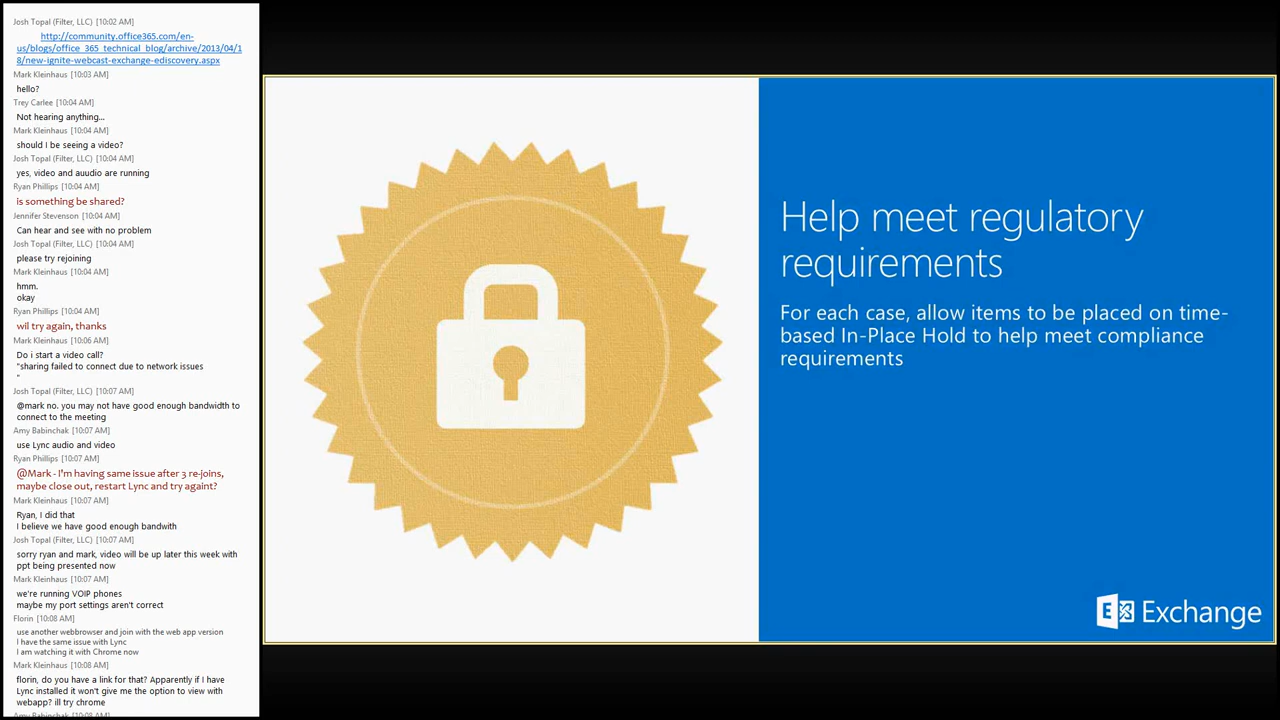 Josh Topal (Filter, LLC) [10:02 AM]
http://community.office365.com/en-
us/blogs/office_365_technical_blog/archive/2013/04/1
8/new-ignite-webcast-exchange-ediscovery.aspx
Mark Kleinhaus [10:03 AM]
hello?
Trey Carlee [10:04 AM]
Not hearing anything...
Mark Kleinhaus [10:04 AM]
should I be seeing a video?
Josh Topal (Filter, LLC) [10:04 AM]
yes, video and auudio are running
Ryan Phillips [10:04 AM]
is something be shared?
Jennifer Stevenson [10:04 AM]
Can hear and see with no problem
Josh Topal (Filter, LLC) [10:04 AM]
please try rejoining
Mark Kleinhaus [10:04 AM]
hmm.
okay
Ryan Phillips [10:04 AM]
wil try again, thanks
Mark Kleinhaus [10:06 AM]
Do i start a video call?
"sharing failed to connect due to network issues
"
Josh Topal (Filter, LLC) [10:07 AM]
@mark no. you may not have good enough bandwidth to
connect to the meeting
Amy Babinchak [10:07 AM]
use Lync audio and video
Ryan Phillips [10:07 AM]
@Mark - I'm having same issue after 3 re-joins,
maybe close out, restart Lync and try againt?
Mark Kleinhaus [10:07 AM]
Ryan, I did that
I believe we have good enough bandwith
Josh Topal (Filter, LLC) [10:07 AM]
sorry ryan and mark, video will be up later this week with
ppt being presented now
Mark Kleinhaus [10:07 AM]
we're running VOIP phones
maybe my port settings aren't correct
Florin [10:08 AM]
use another webbrowser and join with the web app version
I have the same issue with Lync
I am watching it with Chrome now
Mark Kleinhaus [10:08 AM]
florin, do you have a link for that? Apparently if I have
Lync installed it won't give me the option to view with
webapp? ill try chrome
Amy Babinchak [10:08 AM]
Help meet regulatory
requirements
For each case, allow items to be placed on time-
based In-Place Hold to help meet compliance
requirements
Exchange